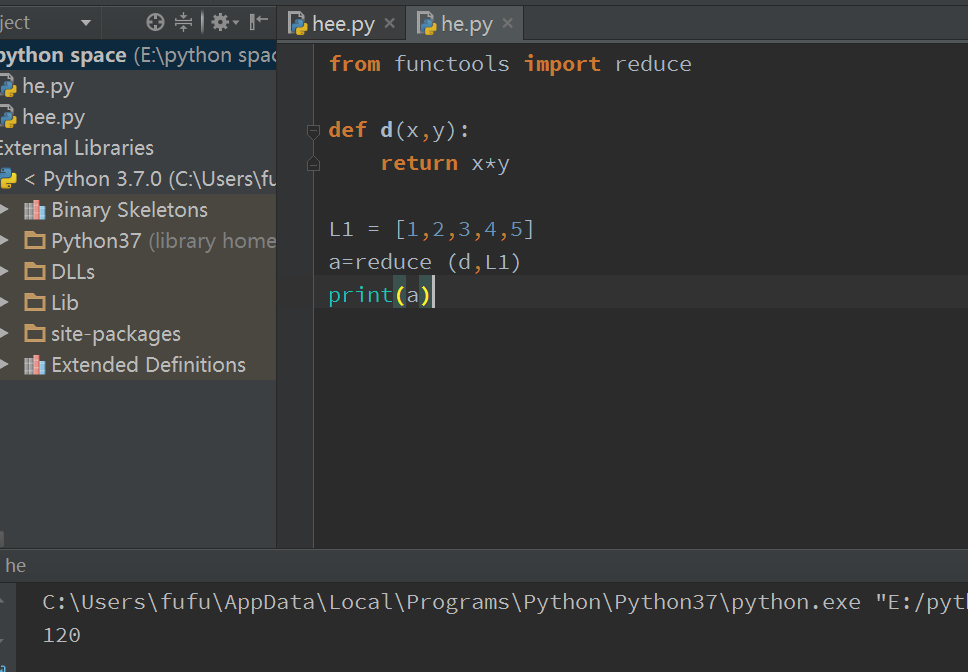 ject
hee.py
he.py
python space (E:\python spac
he.py
hee.py
External Libraries
< Python 3.7.0 (C:\Users\fu
Binary Skeletons
Python37 (library home
DLLs
Lib
site-packages
Extended Definitions
from functools import reduce
def d(x,y):
return x*y
L1 = [1,2,3,4,5]
a=reduce (d,L1)
print(a)
he
C:\Users\fufu\AppData\Local\Programs\Python\Python37\python.exe "E:/pyth
120